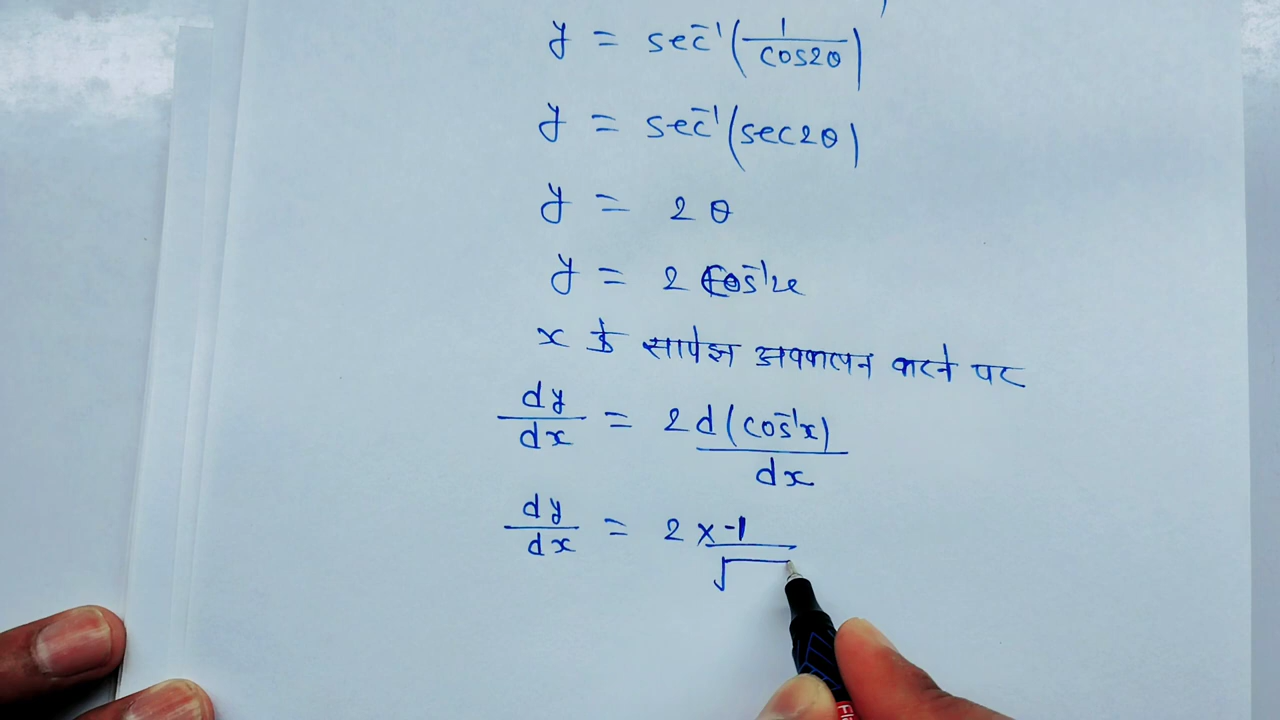 y = sec⁻¹(1/cos2θ)
y = sec⁻¹(sec2θ)
y = 2θ
y = 2 cos⁻¹x
x के सापेक्ष अवकलन करने पर
dy/dx = 2 d(cos⁻¹x)/dx
dy/dx = 2 × -1/√